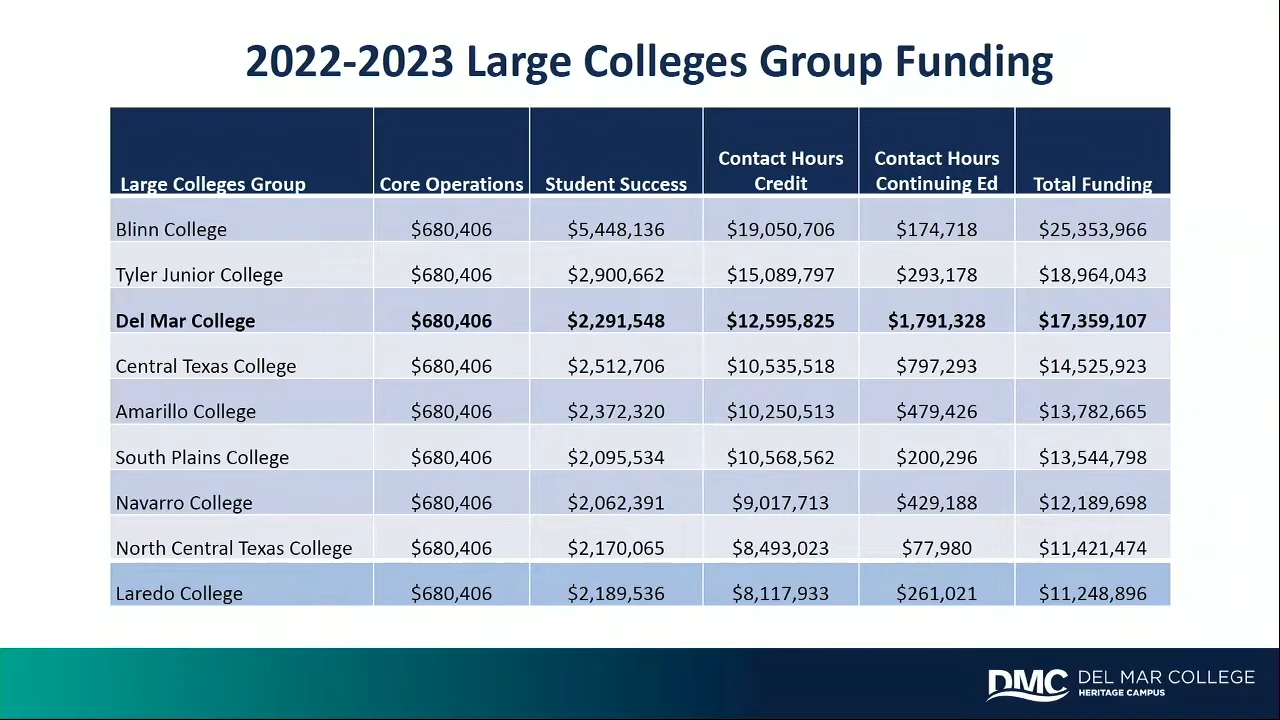 2022-2023 Large Colleges Group Funding
Large Colleges Group Core Operations Student Success Contact Hours Credit Contact Hours Continuing Ed Total Funding
Blinn College $680,406 $5,448,136 $19,050,706 $174,718 $25,353,966
Tyler Junior College $680,406 $2,900,662 $15,089,797 $293,178 $18,964,043
Del Mar College $680,406 $2,291,548 $12,595,825 $1,791,328 $17,359,107
Central Texas College $680,406 $2,512,706 $10,535,518 $797,293 $14,525,923
Amarillo College $680,406 $2,372,320 $10,250,513 $479,426 $13,782,665
South Plains College $680,406 $2,095,534 $10,568,562 $200,296 $13,544,798
Navarro College $680,406 $2,062,391 $9,017,713 $429,188 $12,189,698
North Central Texas College $680,406 $2,170,065 $8,493,023 $77,980 $11,421,474
Laredo College $680,406 $2,189,536 $8,117,933 $261,021 $11,248,896
DMC DEL MAR COLLEGE
HERITAGE CAMPUS